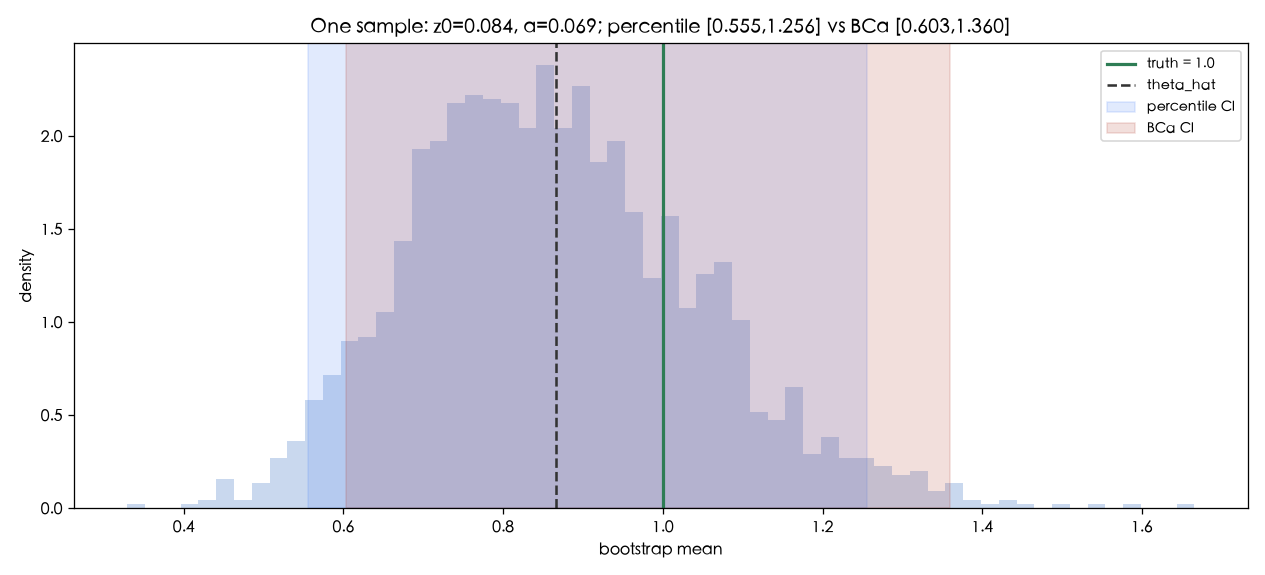 One sample: z0=0.084, a=0.069; percentile [0.555,1.256] vs BCa [0.603,1.360]
truth = 1.0
theta_hat
percentile CI
BCa CI
density
2.0
1.5
1.0
0.5
0.0
0.4
0.6
0.8
1.0
1.2
1.4
1.6
bootstrap mean